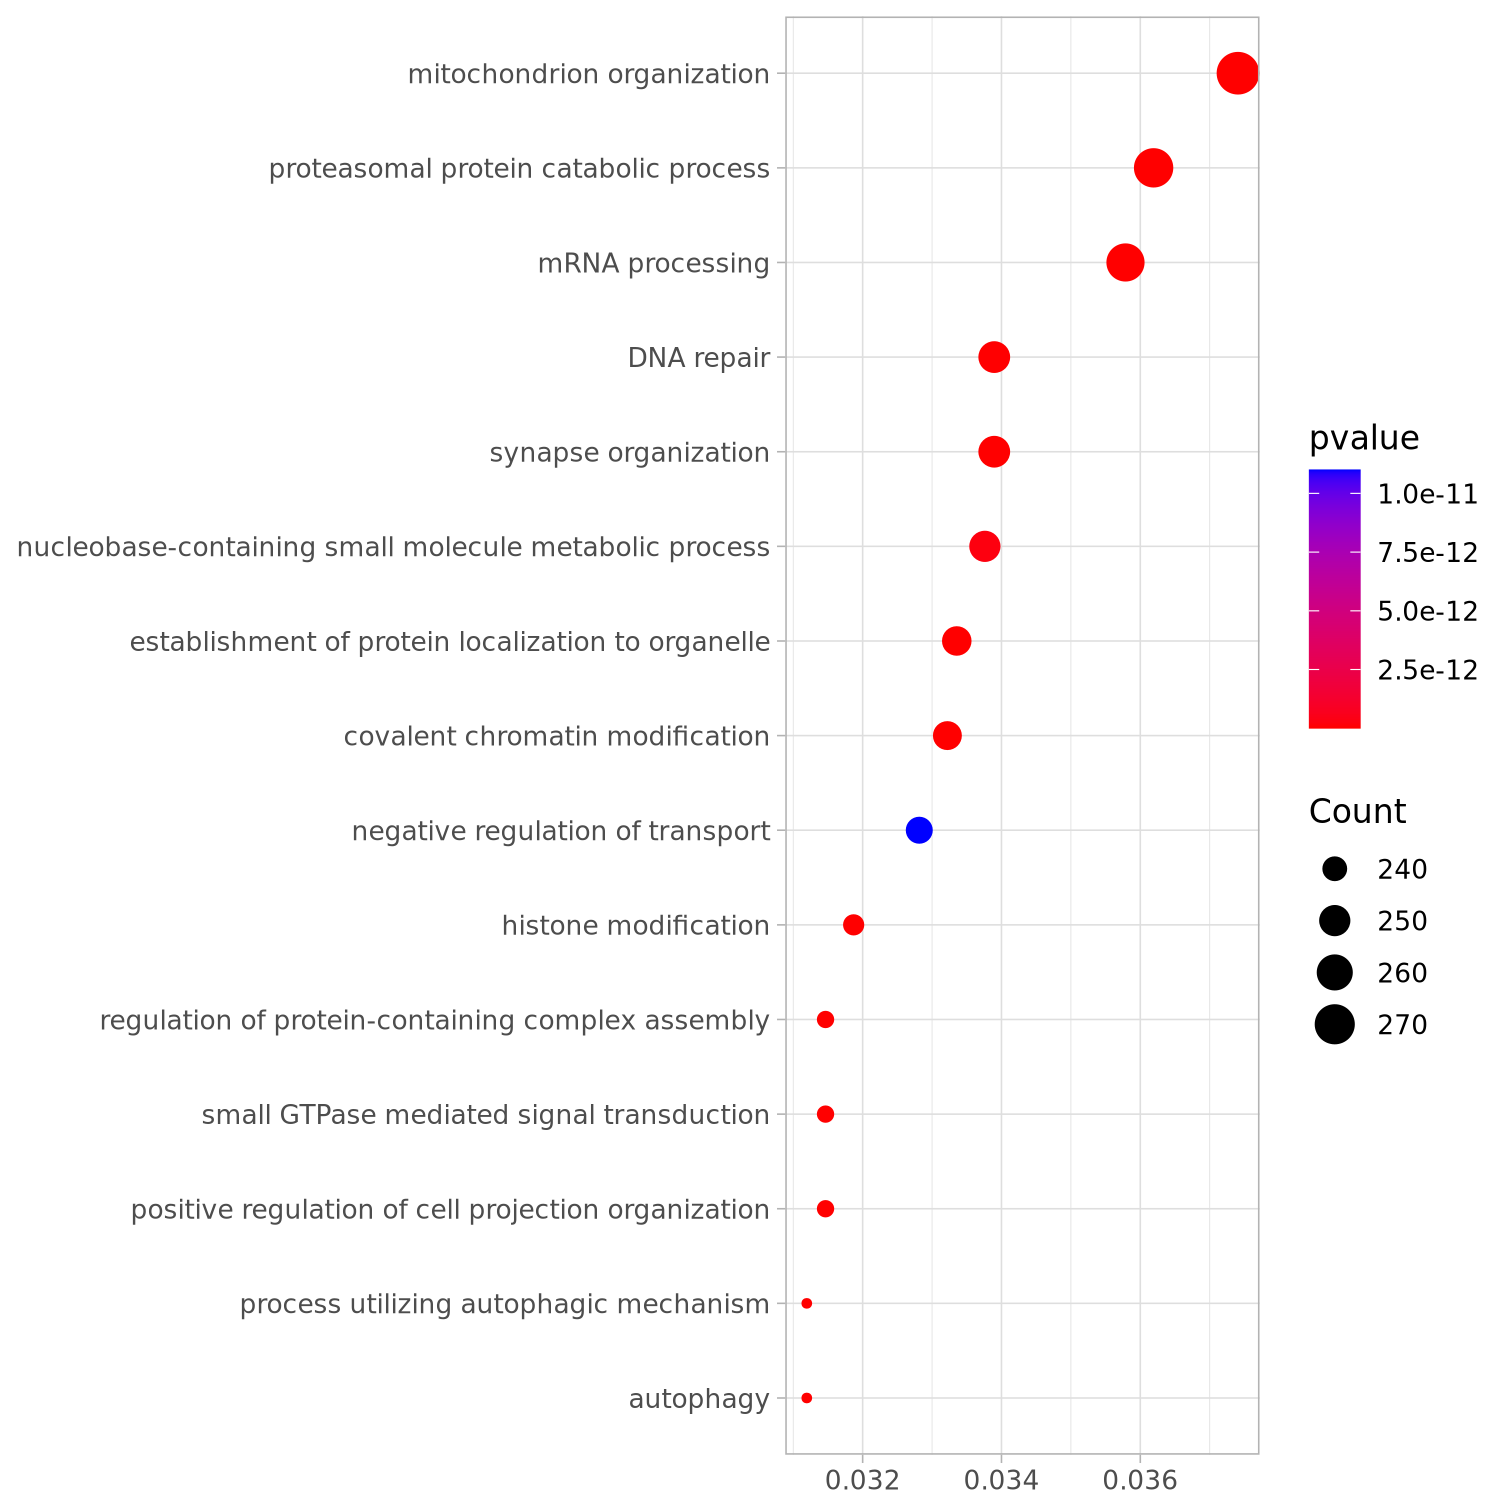 mitochondrion organization
proteasomal protein catabolic process
mRNA processing
DNA repair
synapse organization
nucleobase-containing small molecule metabolic process
establishment of protein localization to organelle
covalent chromatin modification
negative regulation of transport
histone modification
regulation of protein-containing complex assembly
small GTPase mediated signal transduction
positive regulation of cell projection organization
process utilizing autophagic mechanism
autophagy
0.032 0.034 0.036
pvalue
1.0e-11
7.5e-12
5.0e-12
2.5e-12
Count
240
250
260
270